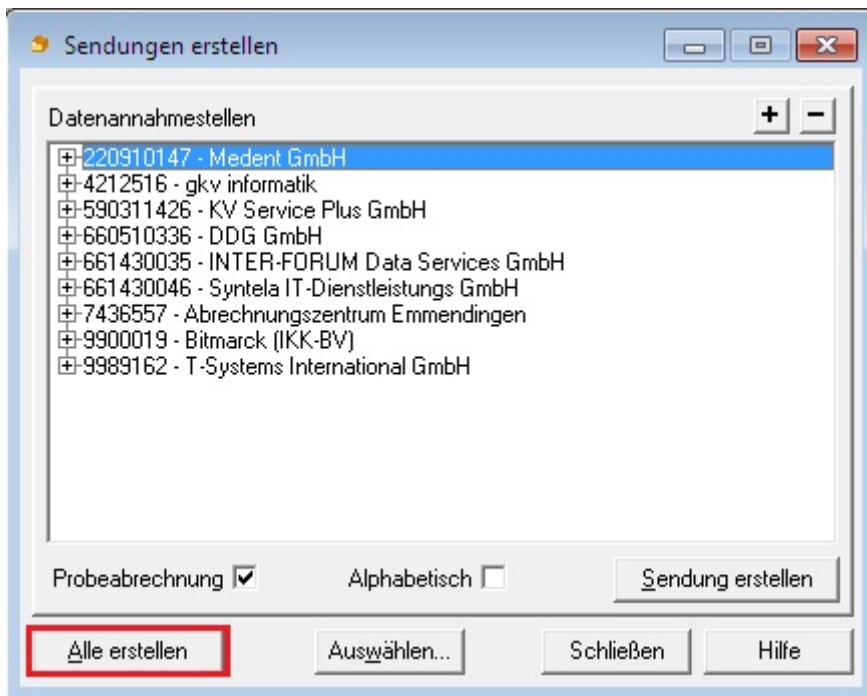 Sendungen erstellen
Datenannahmestellen
+ −
220910147 - Medent GmbH
4212516 - gkv informatik
590311426 - KV Service Plus GmbH
660510336 - DDG GmbH
661430035 - INTER-FORUM Data Services GmbH
661430046 - Syntela IT-Dienstleistungs GmbH
7436557 - Abrechnungszentrum Emmendingen
9900019 - Bitmarck (IKK-BV)
9989162 - T-Systems International GmbH
Probeabrechnung Alphabetisch Sendung erstellen
Alle erstellen Auswählen... Schließen Hilfe